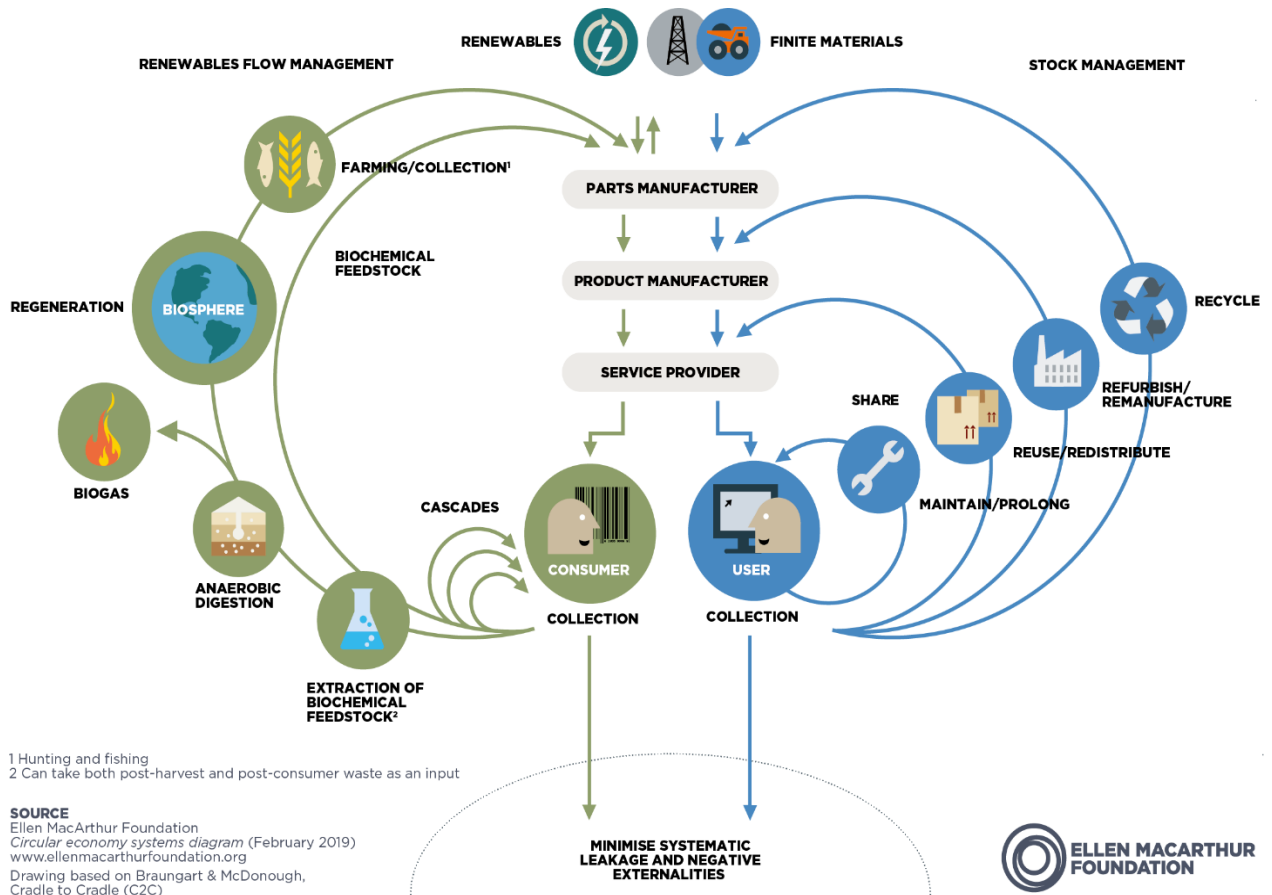 RENEWABLES
FINITE MATERIALS
RENEWABLES FLOW MANAGEMENT
STOCK MANAGEMENT
FARMING/COLLECTION¹
PARTS MANUFACTURER
BIOCHEMICAL
FEEDSTOCK
PRODUCT MANUFACTURER
REGENERATION
BIOSPHERE
RECYCLE
SERVICE PROVIDER
SHARE
REFURBISH/
REMANUFACTURE
REUSE/REDISTRIBUTE
BIOGAS
CASCADES
MAINTAIN/PROLONG
CONSUMER
USER
ANAEROBIC
DIGESTION
COLLECTION
COLLECTION
EXTRACTION OF
BIOCHEMICAL
FEEDSTOCK²
1 Hunting and fishing
2 Can take both post-harvest and post-consumer waste as an input
SOURCE
Ellen MacArthur Foundation
Circular economy systems diagram (February 2019)
www.ellenmacarthurfoundation.org
Drawing based on Braungart & McDonough,
Cradle to Cradle (C2C)
MINIMISE SYSTEMATIC
LEAKAGE AND NEGATIVE
EXTERNALITIES
ELLEN MACARTHUR
FOUNDATION